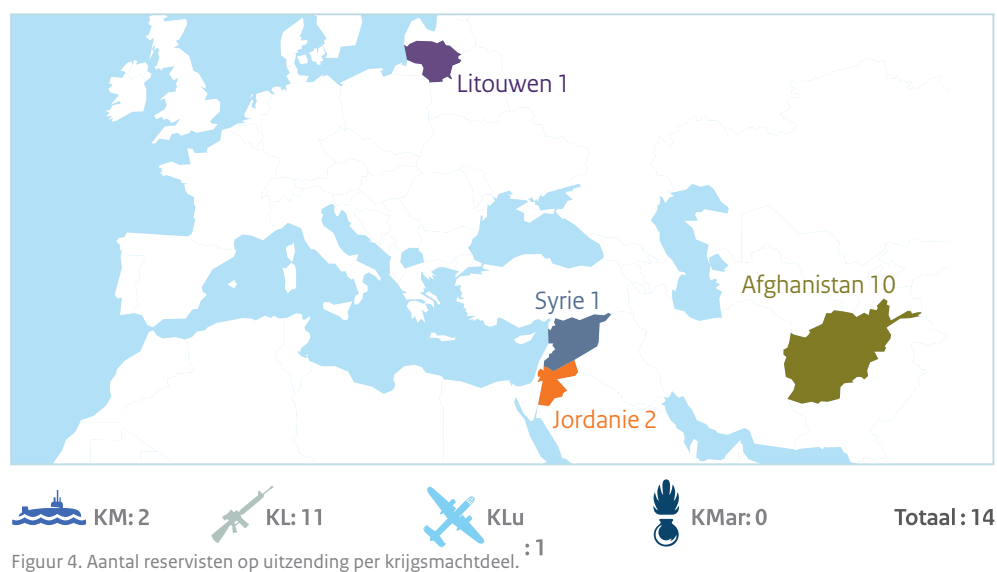 Litouwen 1
Afghanistan 10
Syrie 1
Jordanie 2
KM: 2
KL: 11
KLu
: 1
KMar: 0
Totaal : 14
Figuur 4. Aantal reservisten op uitzending per krijgsmachtdeel.